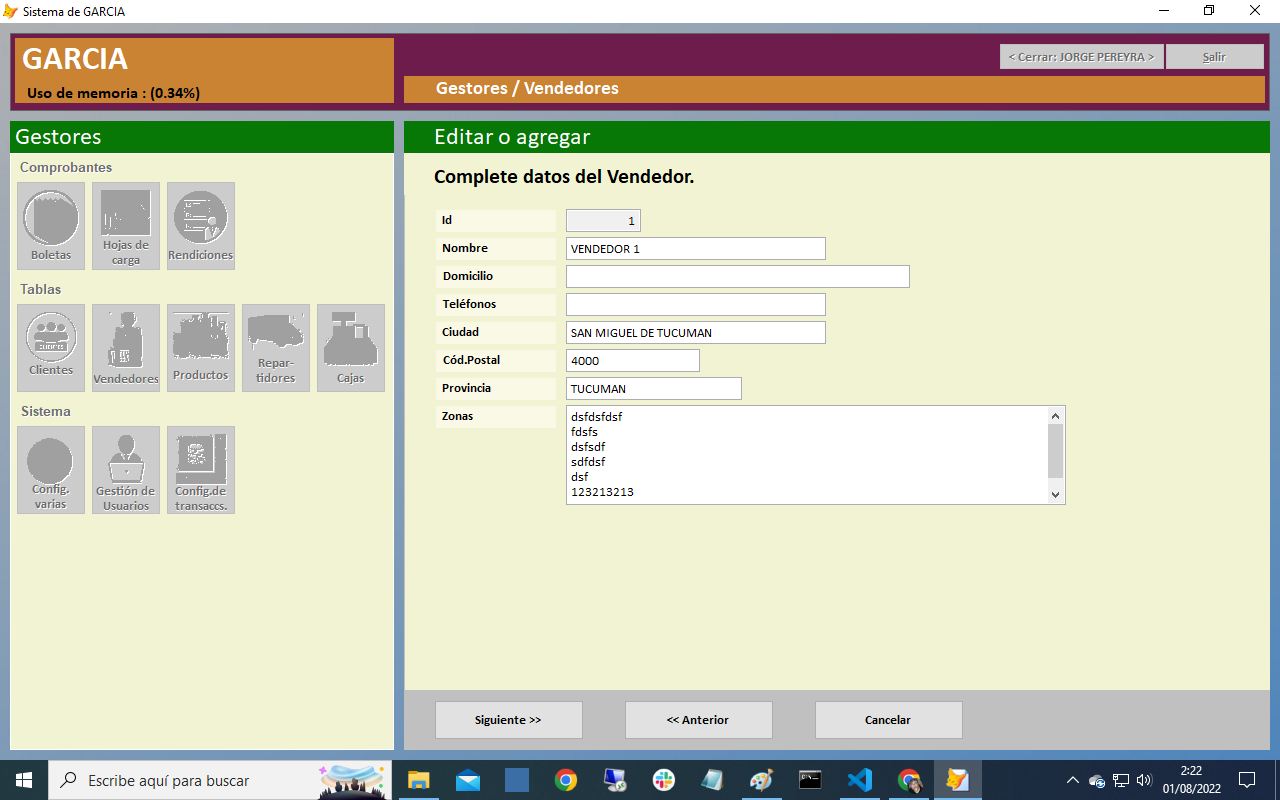 Sistema de GARCIA
GARCIA
Uso de memoria : (0.34%)
< Cerrar: JORGE PEREYRA >
Salir
Gestores / Vendedores
Gestores
Comprobantes
Boletas
Hojas de
carga
Rendiciones
Tablas
Clientes
Vendedores
Productos
Repar-
tidores
Cajas
Sistema
Config.
varias
Gestión de
Usuarios
Config.de
transaccs.
Editar o agregar
Complete datos del Vendedor.
Id 1
Nombre VENDEDOR 1
Domicilio
Teléfonos
Ciudad SAN MIGUEL DE TUCUMAN
Cód.Postal 4000
Provincia TUCUMAN
Zonas dsfdsfdsf
fdsfs
dsfsdf
sdfdsf
dsf
123213213
Siguiente >> << Anterior Cancelar
Escribe aquí para buscar
2:22
01/08/2022